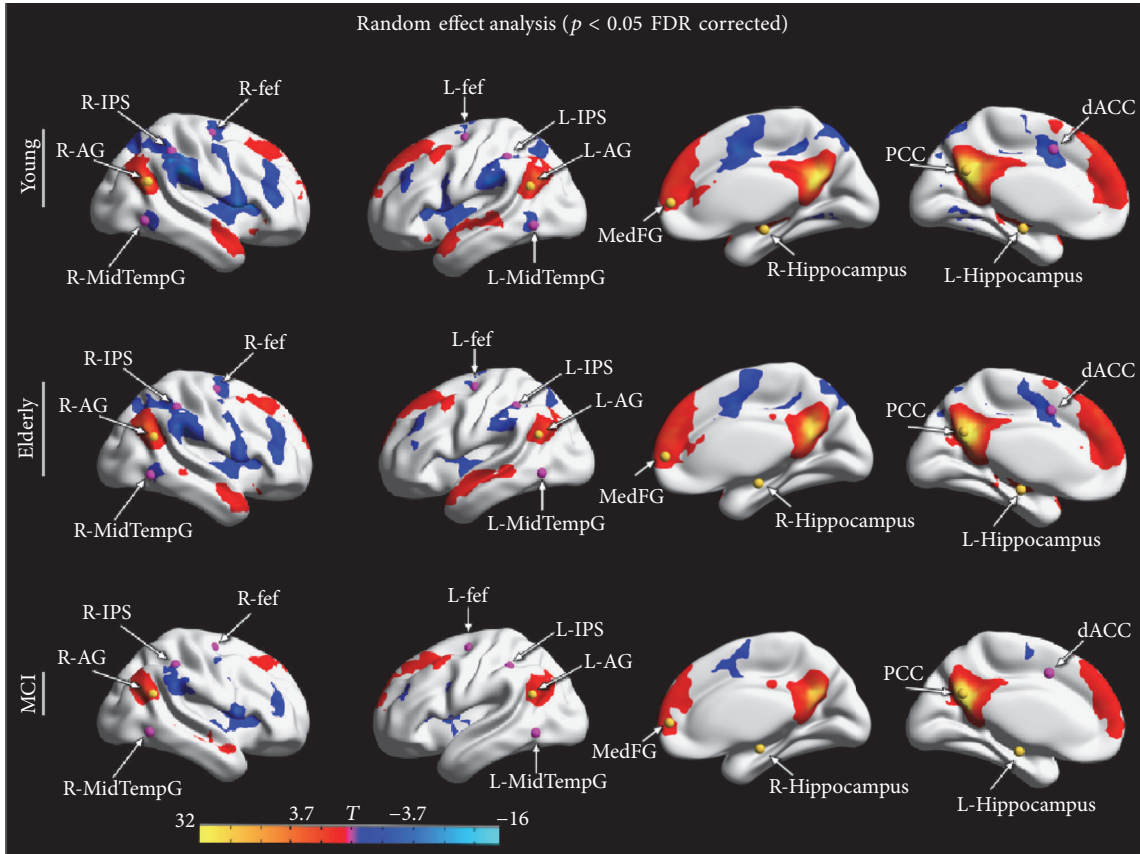 Random effect analysis (p < 0.05 FDR corrected)
Young
R-IPS
R-fef
R-AG
R-MidTempG
L-fef
L-IPS
L-AG
L-MidTempG
MedFG
R-Hippocampus
dACC
PCC
L-Hippocampus
Elderly
R-IPS
R-fef
R-AG
R-MidTempG
L-fef
L-IPS
L-AG
L-MidTempG
MedFG
R-Hippocampus
dACC
PCC
L-Hippocampus
MCI
R-IPS
R-fef
R-AG
R-MidTempG
L-fef
L-IPS
L-AG
L-MidTempG
MedFG
R-Hippocampus
dACC
PCC
L-Hippocampus
32 3.7 T −3.7 −16